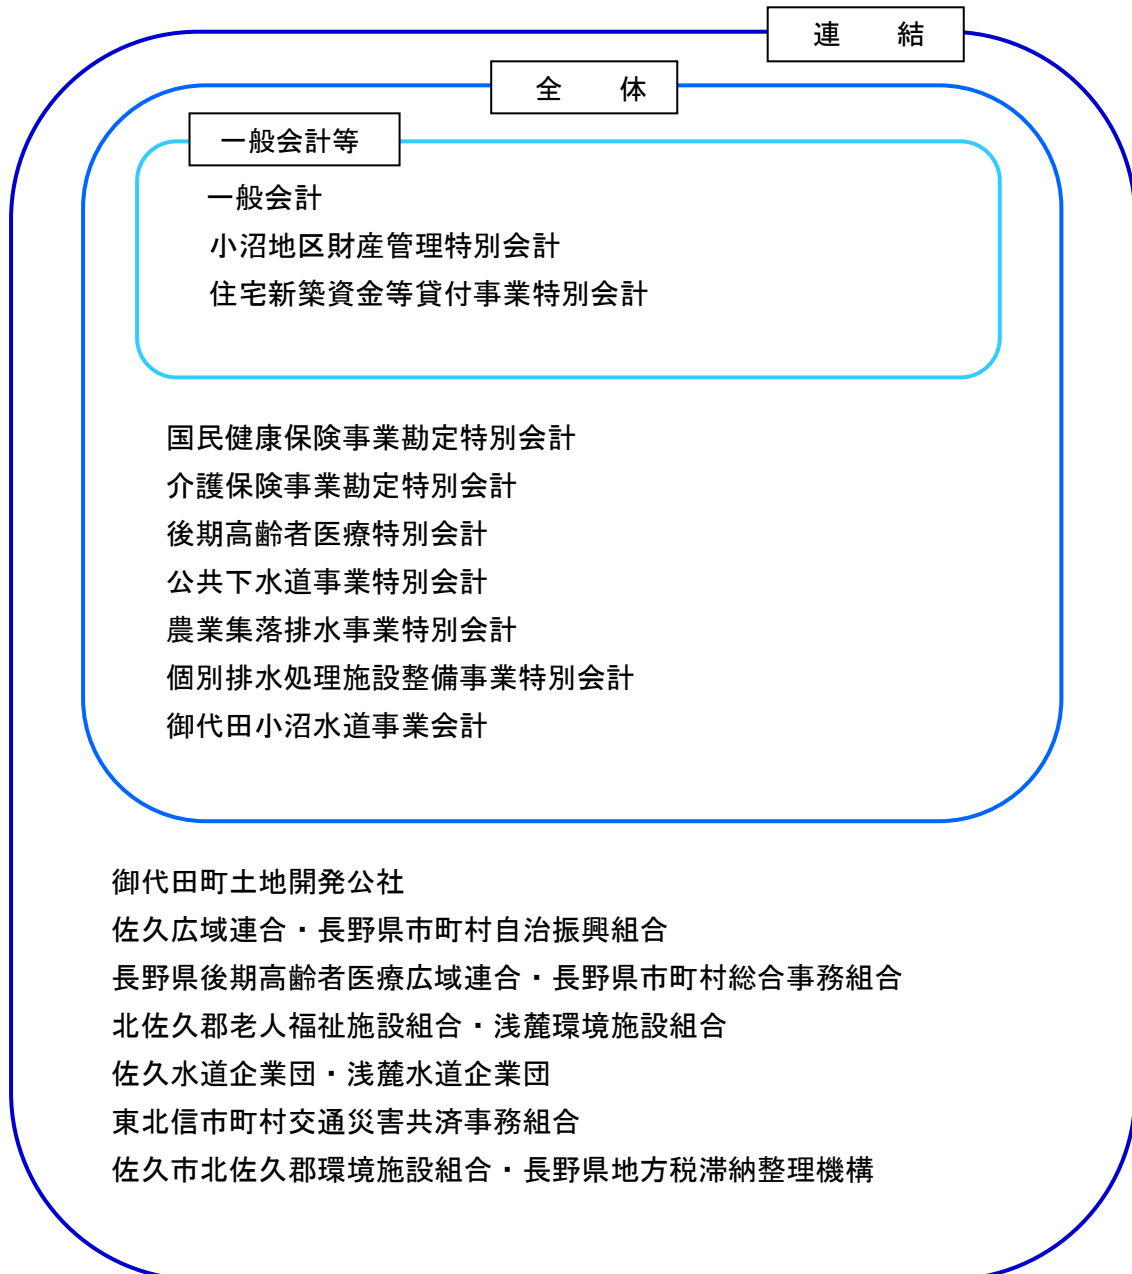 連　　結
全　　体
一般会計等
一般会計
小沼地区財産管理特別会計
住宅新築資金等貸付事業特別会計
国民健康保険事業勘定特別会計
介護保険事業勘定特別会計
後期高齢者医療特別会計
公共下水道事業特別会計
農業集落排水事業特別会計
個別排水処理施設整備事業特別会計
御代田小沼水道事業会計
御代田町土地開発公社
佐久広域連合・長野県市町村自治振興組合
長野県後期高齢者医療広域連合・長野県市町村総合事務組合
北佐久郡老人福祉施設組合・浅麓環境施設組合
佐久水道企業団・浅麓水道企業団
東北信市町村交通災害共済事務組合
佐久市北佐久郡環境施設組合・長野県地方税滞納整理機構